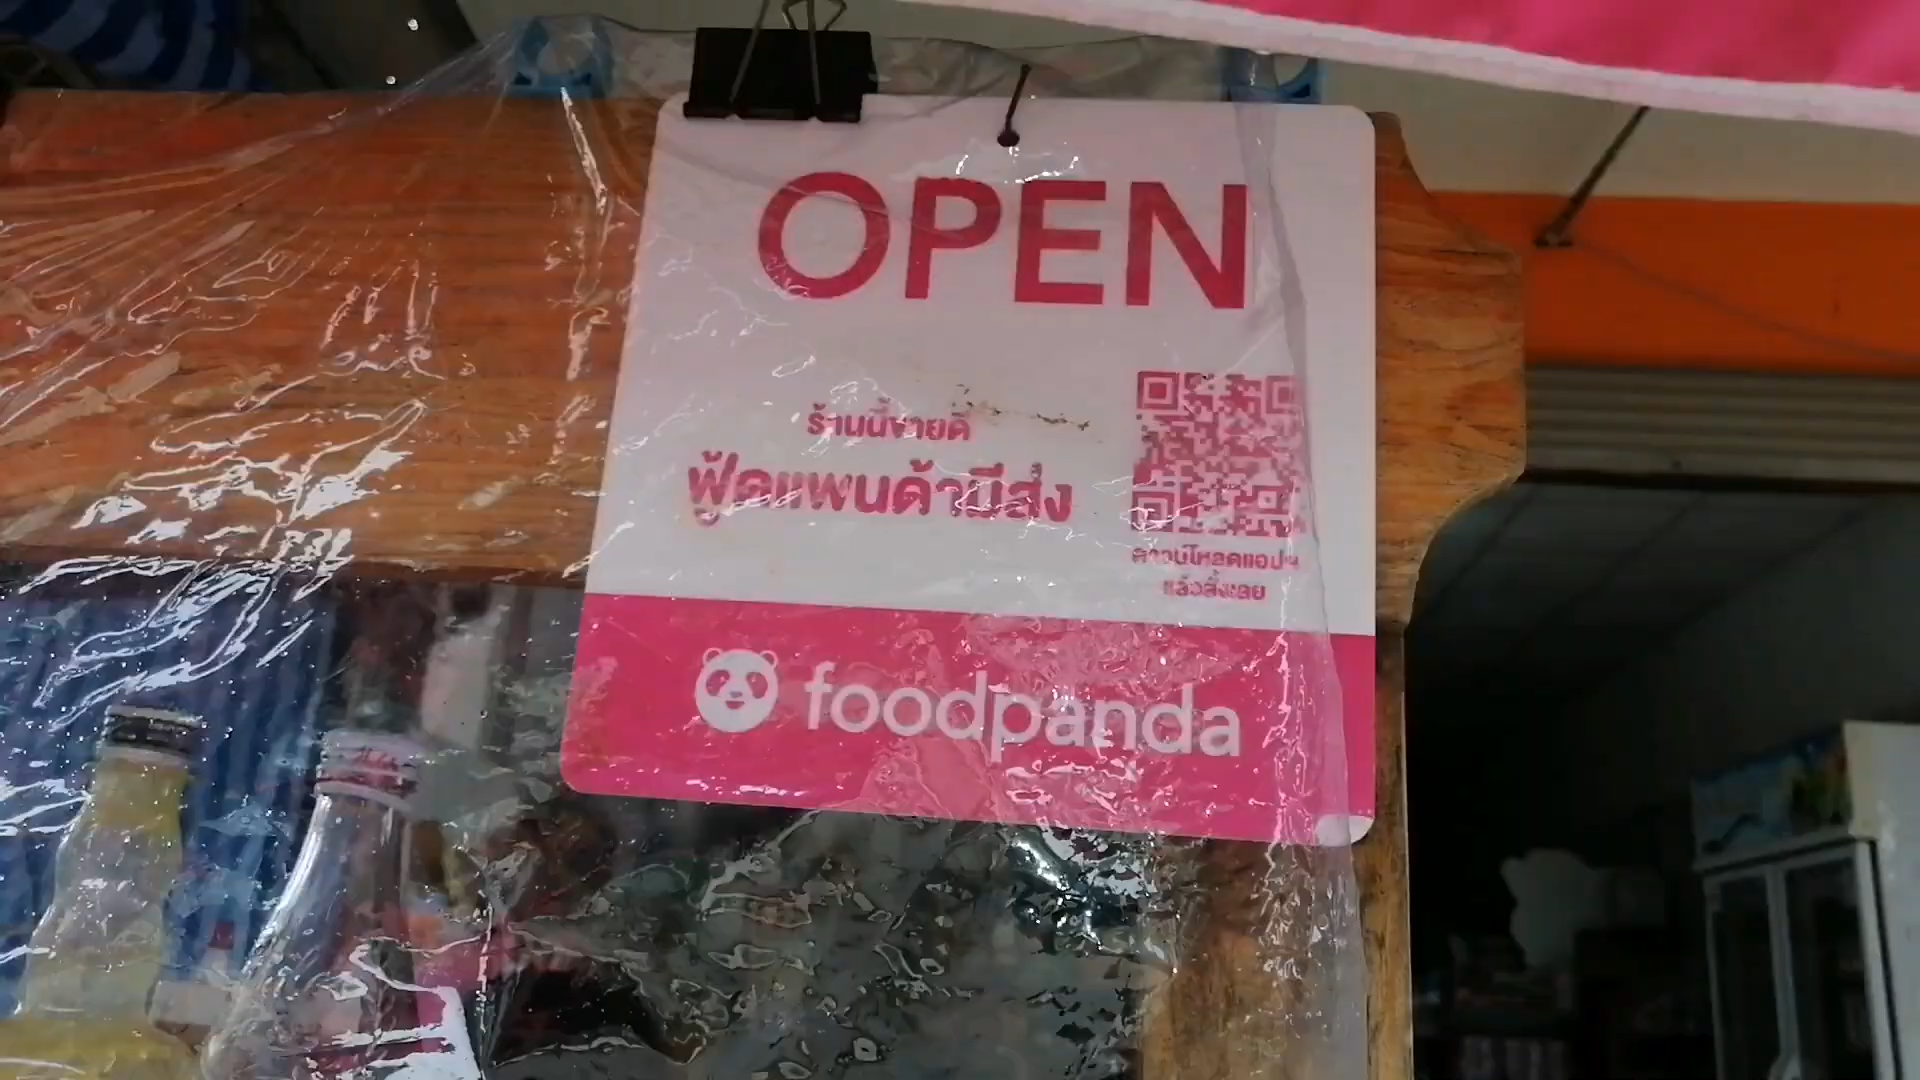 OPEN
ร้านนี้ขายดี
ฟู้ดแพนด้ามีส่ง
ดาวน์โหลดแอปฯ
แล้วสั่งเลย
foodpanda